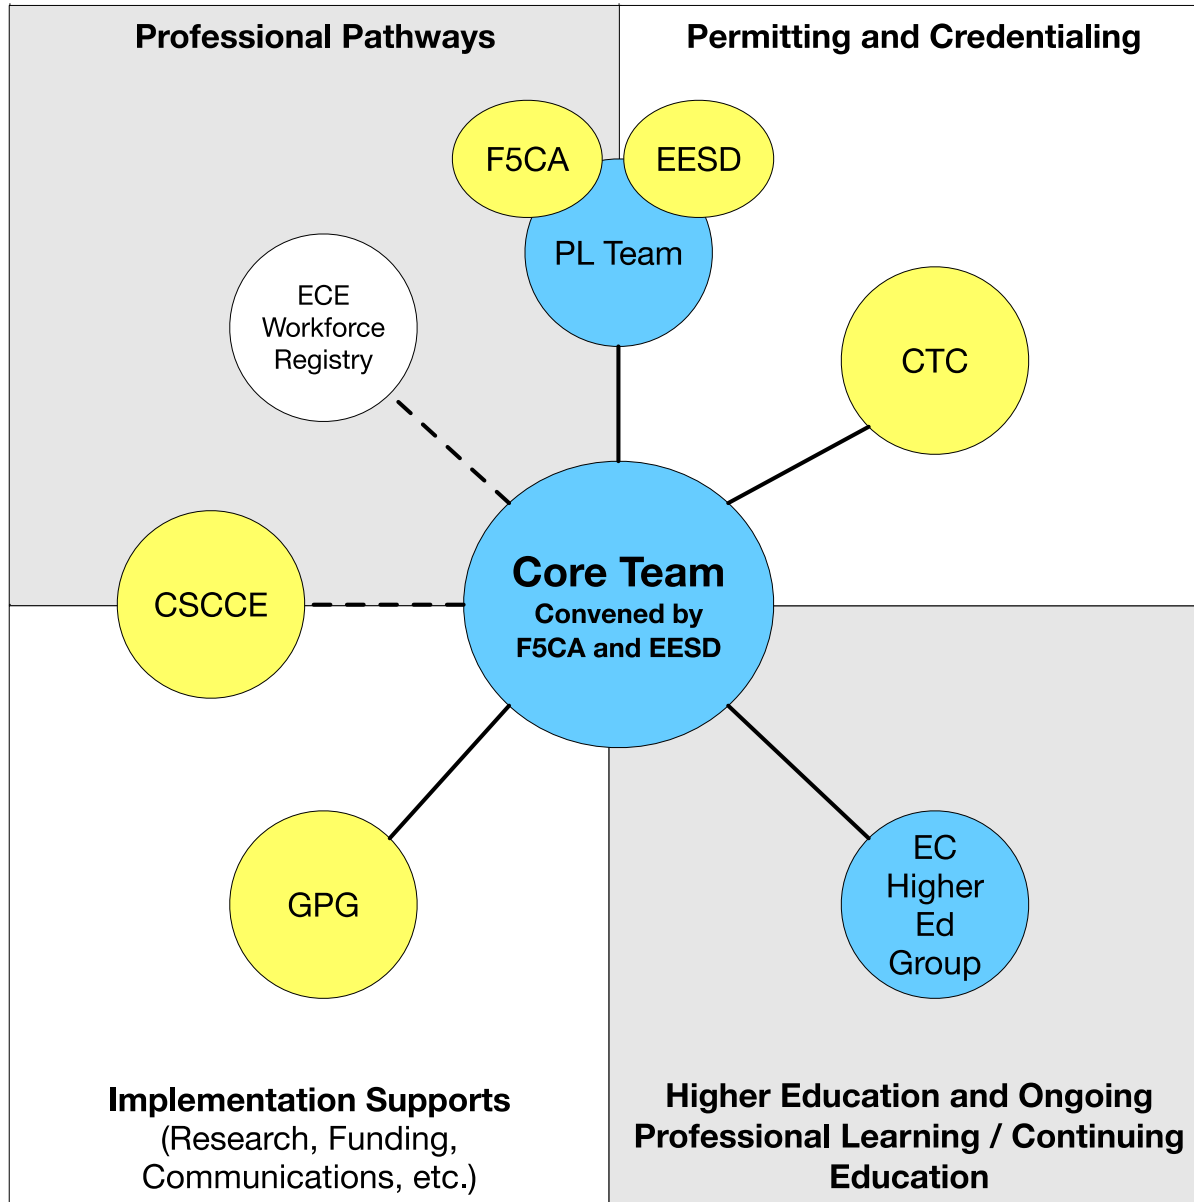 Professional Pathways
Permitting and Credentialing
F5CA
EESD
PL Team
ECE
Workforce
Registry
CTC
Core Team
Convened by
F5CA and EESD
CSCCE
GPG
EC
Higher
Ed
Group
Implementation Supports
(Research, Funding,
Communications, etc.)
Higher Education and Ongoing
Professional Learning / Continuing
Education